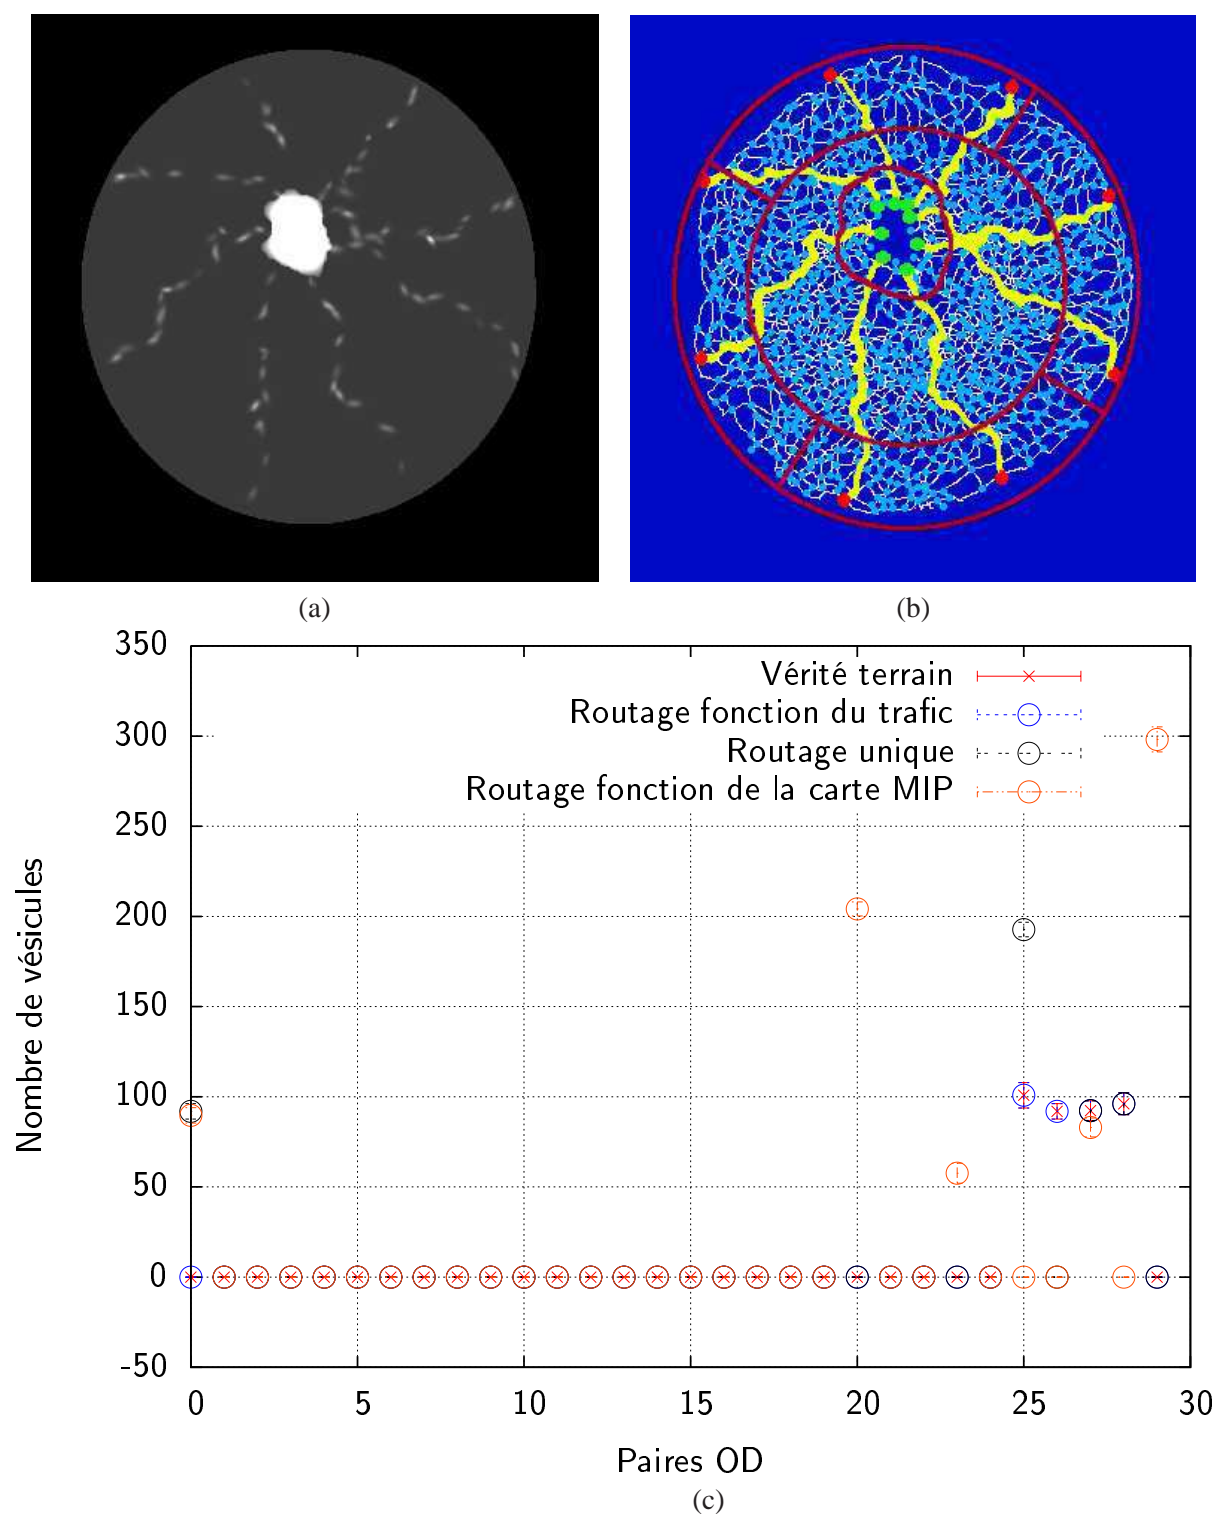 (a)
(b)
350
300
250
200
150
100
50
0
-50
Vérité terrain
Routage fonction du trafic
Routage unique
Routage fonction de la carte MIP
Nombre de vésicules
0 5 10 15 20 25 30
Paires OD
(c)